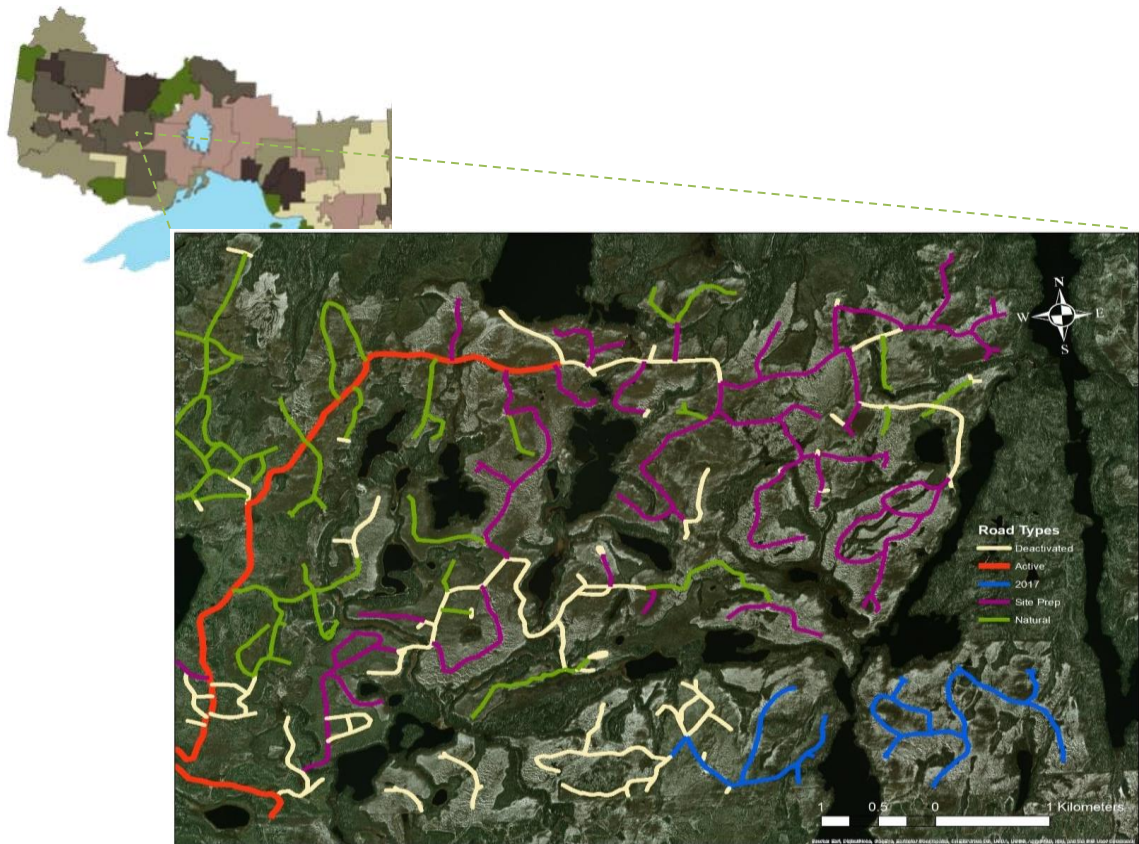 N
W E
S
Road Types
Deactivated
Active
2017
Site Prep
Natural
1 0.5 0 1 Kilometers